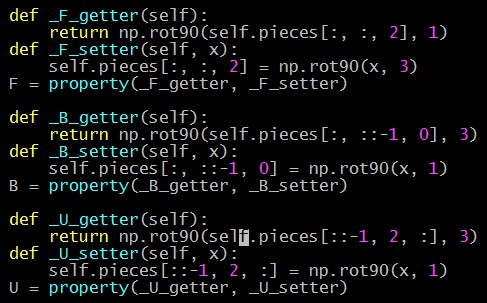 def _F_getter(self):
    return np.rot90(self.pieces[:, :, 2], 1)
def _F_setter(self, x):
    self.pieces[:, :, 2] = np.rot90(x, 3)
F = property(_F_getter, _F_setter)

def _B_getter(self):
    return np.rot90(self.pieces[:, ::-1, 0], 3)
def _B_setter(self, x):
    self.pieces[:, ::-1, 0] = np.rot90(x, 1)
B = property(_B_getter, _B_setter)

def _U_getter(self):
    return np.rot90(self.pieces[::-1, 2, :], 3)
def _U_setter(self, x):
    self.pieces[::-1, 2, :] = np.rot90(x, 1)
U = property(_U_getter, _U_setter)